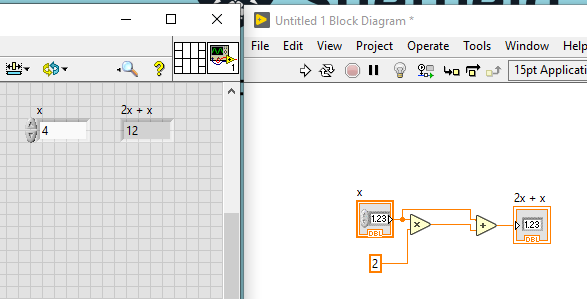 Untitled 1 Block Diagram *
File Edit View Project Operate Tools Window Help
15pt Applicati
1
x
4
2x + x
12
x
1.23
DBL
×
+
2x + x
1.23
DBL
2